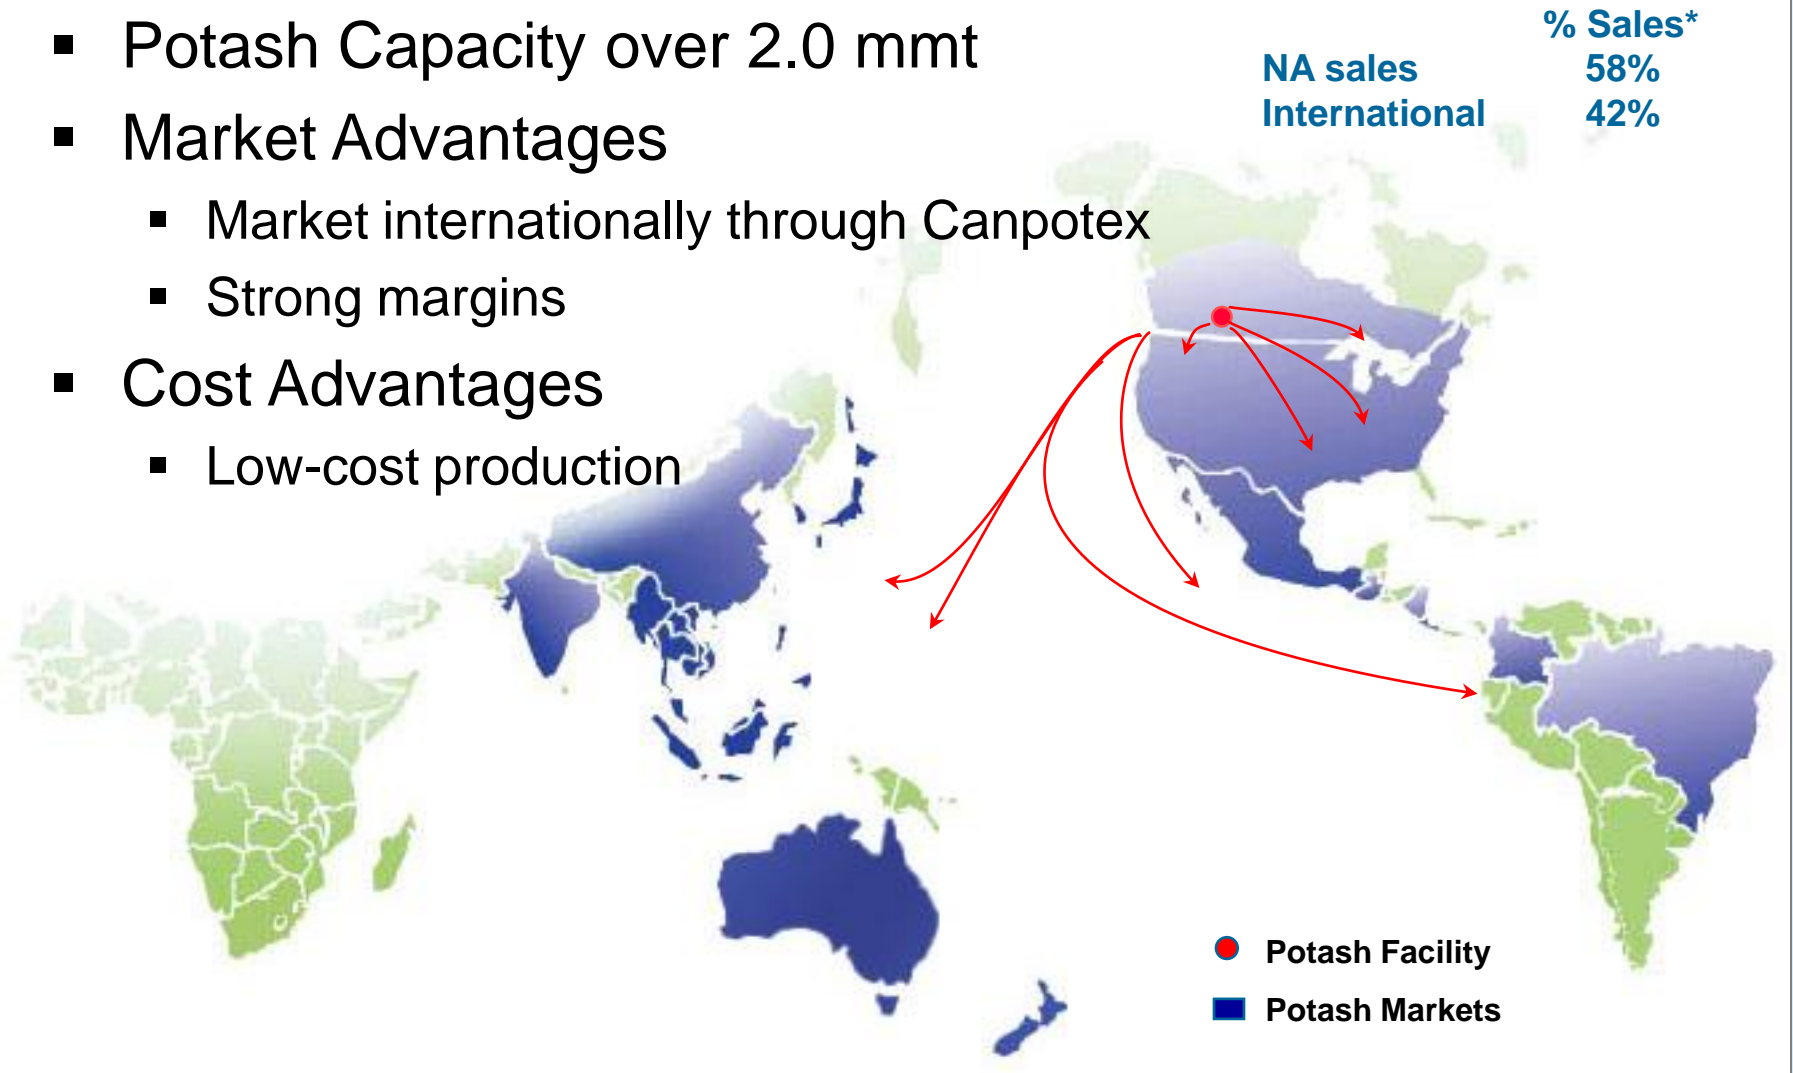 ▪ Potash Capacity over 2.0 mmt
▪ Market Advantages
▪ Market internationally through Canpotex
▪ Strong margins
▪ Cost Advantages
▪ Low-cost production
% Sales*
NA sales 58%
International 42%
Potash Facility
Potash Markets